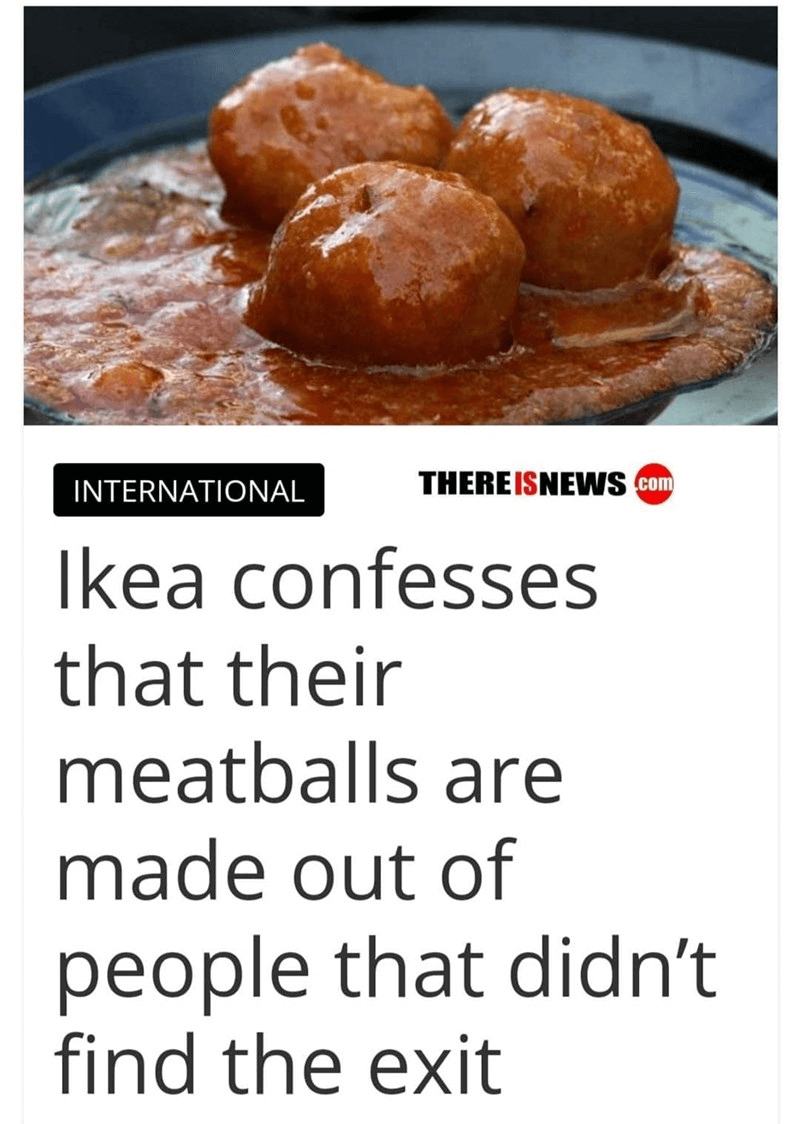 INTERNATIONAL
THEREISNEWS .com
Ikea confesses
that their
meatballs are
made out of
people that didn’t
find the exit